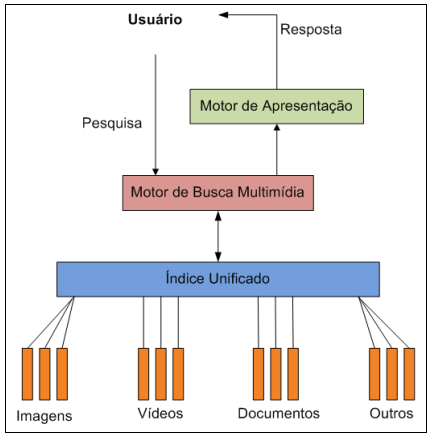 Usuário
Resposta
Motor de Apresentação
Pesquisa
Motor de Busca Multimídia
Índice Unificado
Imagens
Vídeos
Documentos
Outros